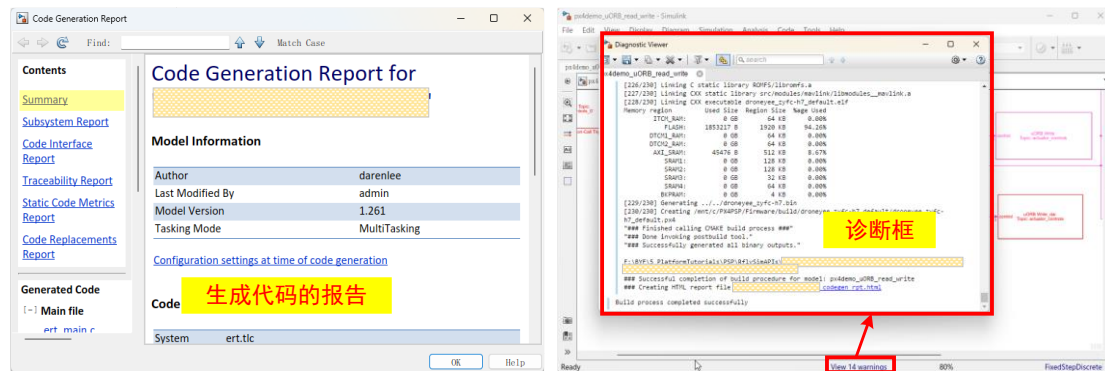 Code Generation Report
Find:
Match Case
Contents
Summary
Subsystem Report
Code Interface
Report
Traceability Report
Static Code Metrics
Report
Code Replacements
Report
Generated Code
[-] Main file
ert_main.c
Code Generation Report for
Model Information
Author darenlee
Last Modified By admin
Model Version 1.261
Tasking Mode MultiTasking
Configuration settings at time of code generation
生成代码的报告
Code
System ert.tlc
OK Help
px4demo_uORB_read_write - Simulink
File Edit View Display Diagram Simulation Analysis Code Tools Help
Diagnostic Viewer
search
px4demo_uORB_read_write
[226/230] Linking C static library ROMFS/libromfs.a
[227/230] Linking CXX static library src/modules/mavlink/libmodules__mavlink.a
[228/230] Linking CXX executable droneyee_zyfc-h7_default.elf
Memory region Used Size Region Size %age Used
ITCM_RAM: 0 GB 64 KB 0.00%
FLASH: 1853217 B 1920 KB 94.26%
DTCM1_RAM: 0 GB 64 KB 0.00%
DTCM2_RAM: 0 GB 64 KB 0.00%
AXI_SRAM: 45476 B 512 KB 8.67%
SRAM1: 0 GB 128 KB 0.00%
SRAM2: 0 GB 128 KB 0.00%
SRAM3: 0 GB 32 KB 0.00%
SRAM4: 0 GB 64 KB 0.00%
BKPRAM: 0 GB 4 KB 0.00%
[229/230] Generating ../../droneyee_zyfc-h7.bin
[230/230] Creating /mnt/c/PX4PSP/Firmware/build/droneyee_zyfc-h7_default/droneyee_zyfc-
h7_default.px4
"### Finished calling CMAKE build process ###"
"### Done invoking postbuild tool."
"### Successfully generated all binary outputs."
诊断框
### Successful completion of build procedure for model: px4demo_uORB_read_write
### Creating HTML report file codegen_rpt.html
Build process completed successfully
Ready
View 14 warnings
80%
FixedStepDiscrete